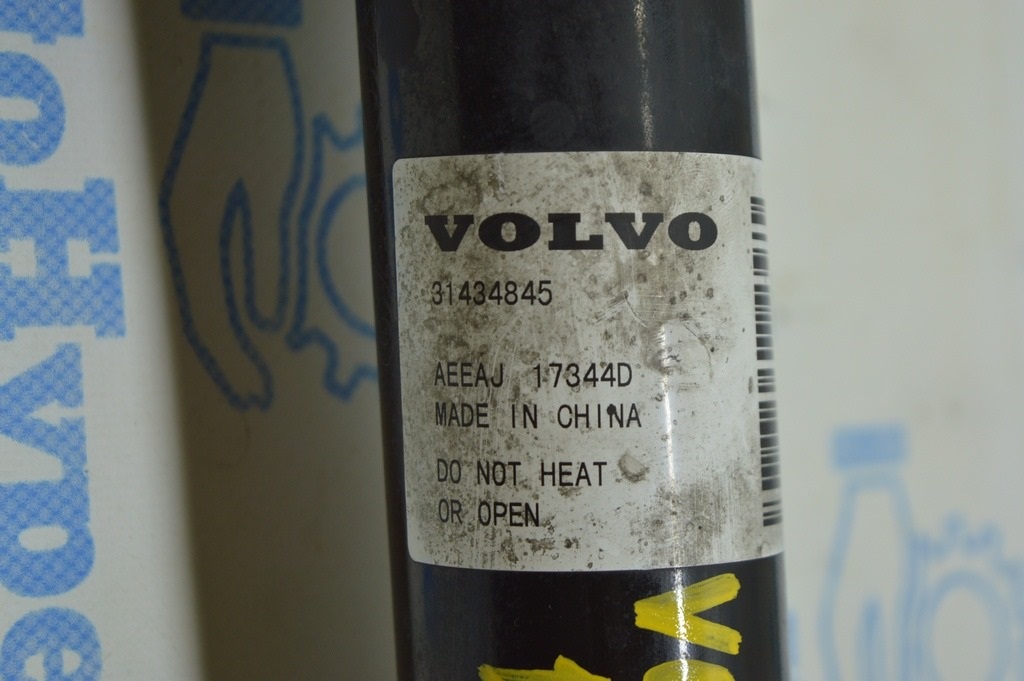 VOLVO
31434845
AEEAJ 17344D
MADE IN CHINA
DO NOT HEAT
OR OPEN